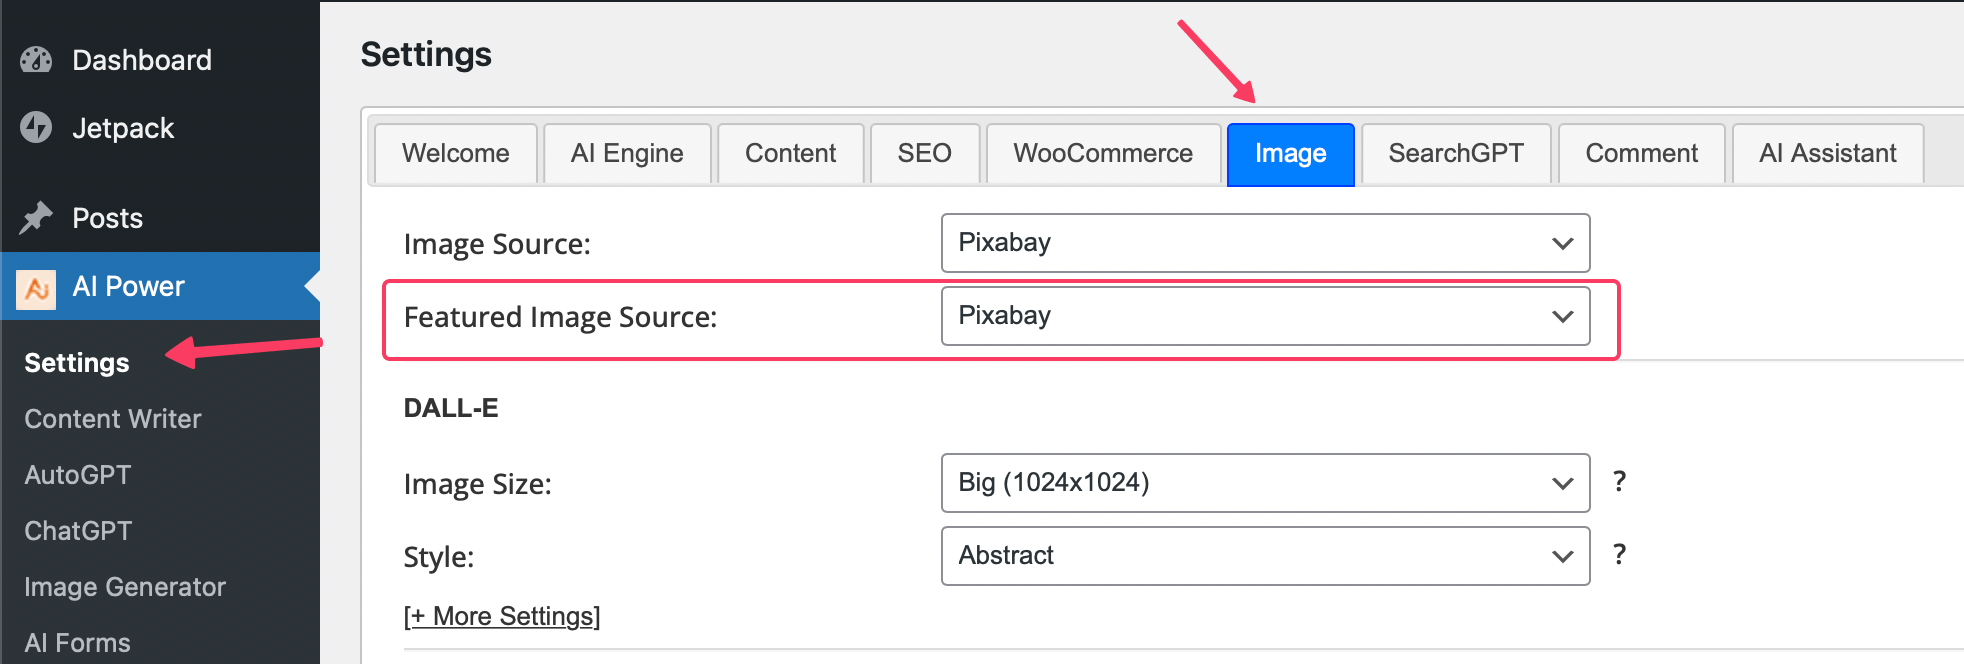 Dashboard
Jetpack
Posts
AI Power
Settings
Content Writer
AutoGPT
ChatGPT
Image Generator
AI Forms
Settings
Welcome AI Engine Content SEO WooCommerce Image SearchGPT Comment AI Assistant
Image Source: Pixabay
Featured Image Source: Pixabay
DALL-E
Image Size: Big (1024x1024) ?
Style: Abstract ?
[+ More Settings]